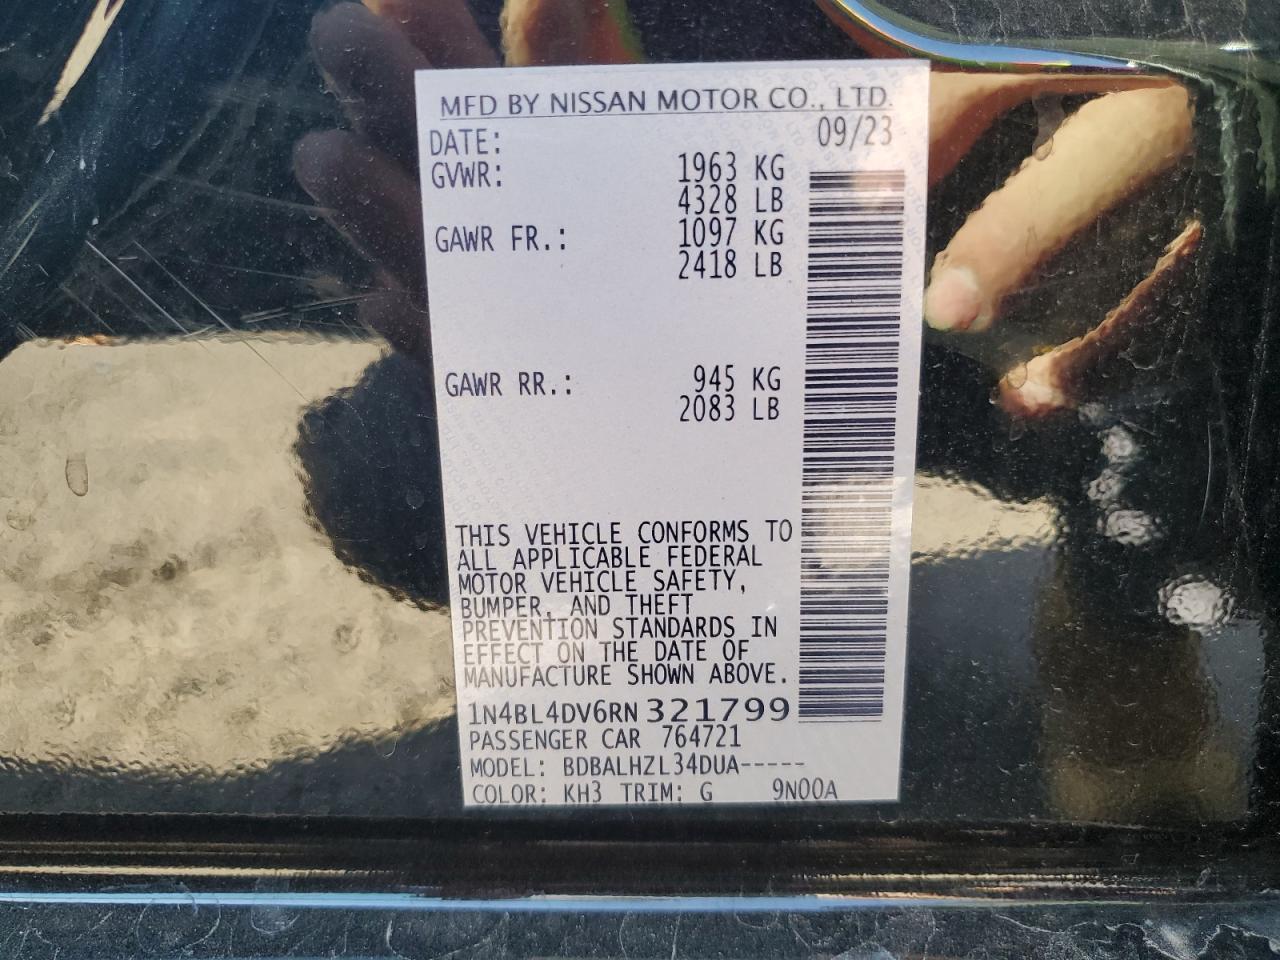 MFD BY NISSAN MOTOR CO., LTD.
DATE: 09/23
GVWR: 1963 KG
4328 LB
GAWR FR.: 1097 KG
2418 LB
GAWR RR.: 945 KG
2083 LB
THIS VEHICLE CONFORMS TO
ALL APPLICABLE FEDERAL
MOTOR VEHICLE SAFETY,
BUMPER, AND THEFT
PREVENTION STANDARDS IN
EFFECT ON THE DATE OF
MANUFACTURE SHOWN ABOVE.
1N4BL4DV6RN321799
PASSENGER CAR 764721
MODEL: BDBALHZL34DUA-----
COLOR: KH3 TRIM: G 9N00A